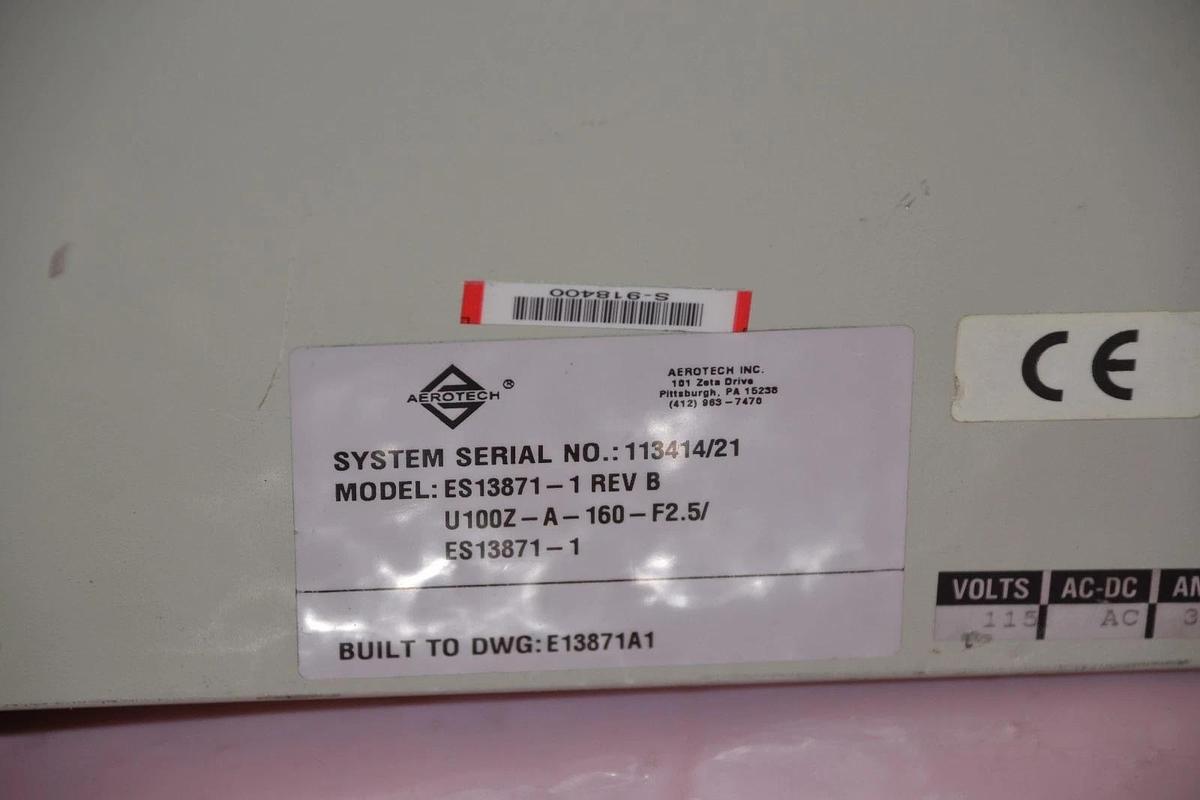 S-918400
AEROTECH ®
AEROTECH INC.
101 Zeta Drive
Pittsburgh, PA 15238
(412) 963-7470
SYSTEM SERIAL NO.: 113414/21
MODEL: ES13871-1 REV B
U100Z-A-160-F2.5/
ES13871-1
BUILT TO DWG: E13871A1
CE
VOLTS AC-DC
115 AC 3